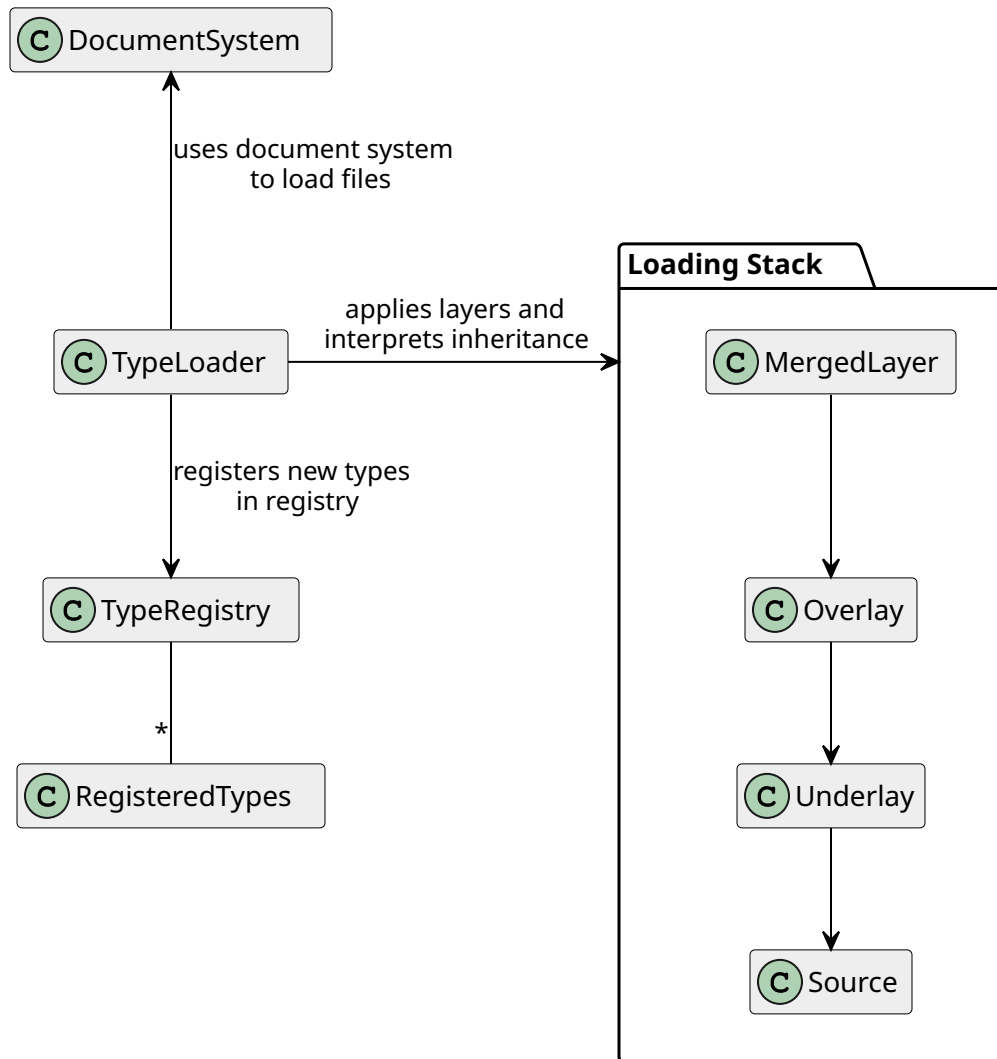 C DocumentSystem
uses document system
to load files
Loading Stack
applies layers and
interprets inheritance
C TypeLoader
C MergedLayer
registers new types
in registry
C TypeRegistry
C Overlay
*
C RegisteredTypes
C Underlay
C Source